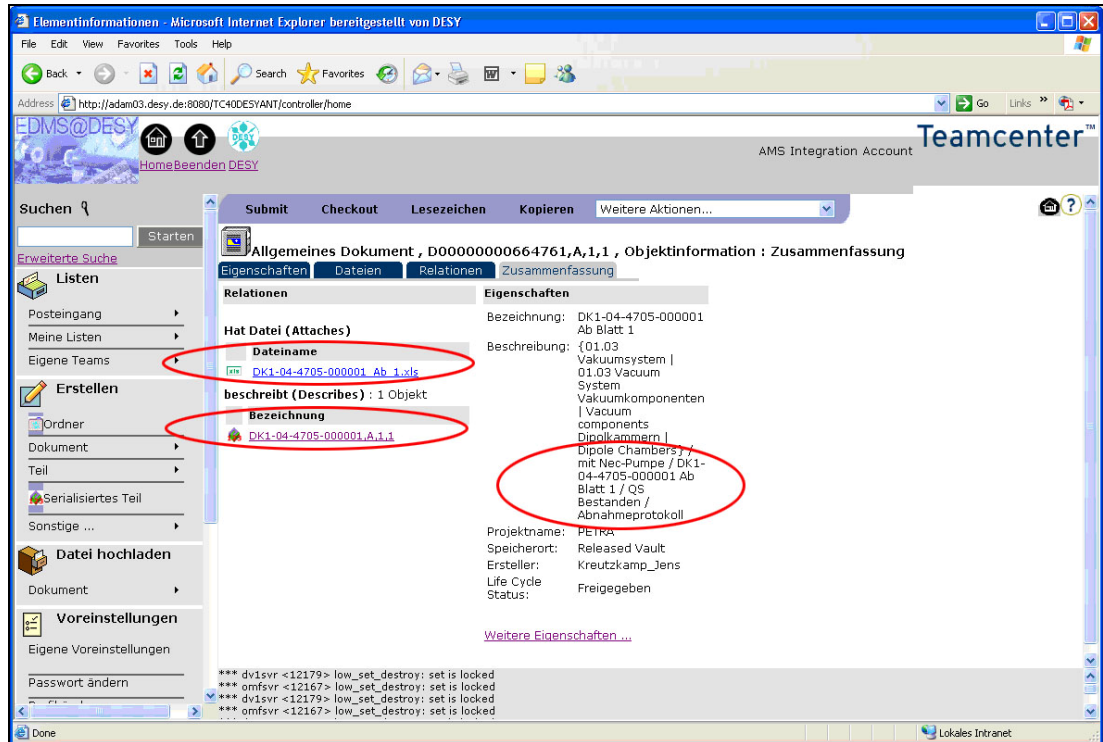 Elementinformationen - Microsoft Internet Explorer bereitgestellt von DESY
File Edit View Favorites Tools Help
Back Search Favorites
Address http://adam03.desy.de:8080/TC40DESYANT/controller/home Go Links »
EDMS@DESY
Home Beenden DESY
AMS Integration Account
Teamcenter™
Suchen
Starten
Erweiterte Suche
Listen
Posteingang
Meine Listen
Eigene Teams
Erstellen
Ordner
Dokument
Teil
Serialisiertes Teil
Sonstige ...
Datei hochladen
Dokument
Voreinstellungen
Eigene Voreinstellungen
Passwort ändern
Submit Checkout Lesezeichen Kopieren Weitere Aktionen...
Allgemeines Dokument , D00000000664761,A,1,1 , Objektinformation : Zusammenfassung
Eigenschaften Dateien Relationen Zusammenfassung
Relationen
Hat Datei (Attaches)
Dateiname
DK1-04-4705-000001_Ab_1.xls
beschreibt (Describes) : 1 Objekt
Bezeichnung
DK1-04-4705-000001,A,1,1
Eigenschaften
Bezeichnung: DK1-04-4705-000001
Ab Blatt 1
Beschreibung: {01.03
Vakuumsystem |
01.03 Vacuum
System
Vakuumkomponenten
| Vacuum
components
Dipolkammern |
Dipole Chambers} /
mit Nec-Pumpe / DK1-
04-4705-000001 Ab
Blatt 1 / QS
Bestanden /
Abnahmeprotokoll
Projektname: PETRA
Speicherort: Released Vault
Ersteller: Kreutzkamp_Jens
Life Cycle
Status: Freigegeben
Weitere Eigenschaften ...
*** dv1svr <12179> low_set_destroy: set is locked
*** omfsvr <12167> low_set_destroy: set is locked
*** dv1svr <12179> low_set_destroy: set is locked
*** omfsvr <12167> low_set_destroy: set is locked
Done
Lokales Intranet